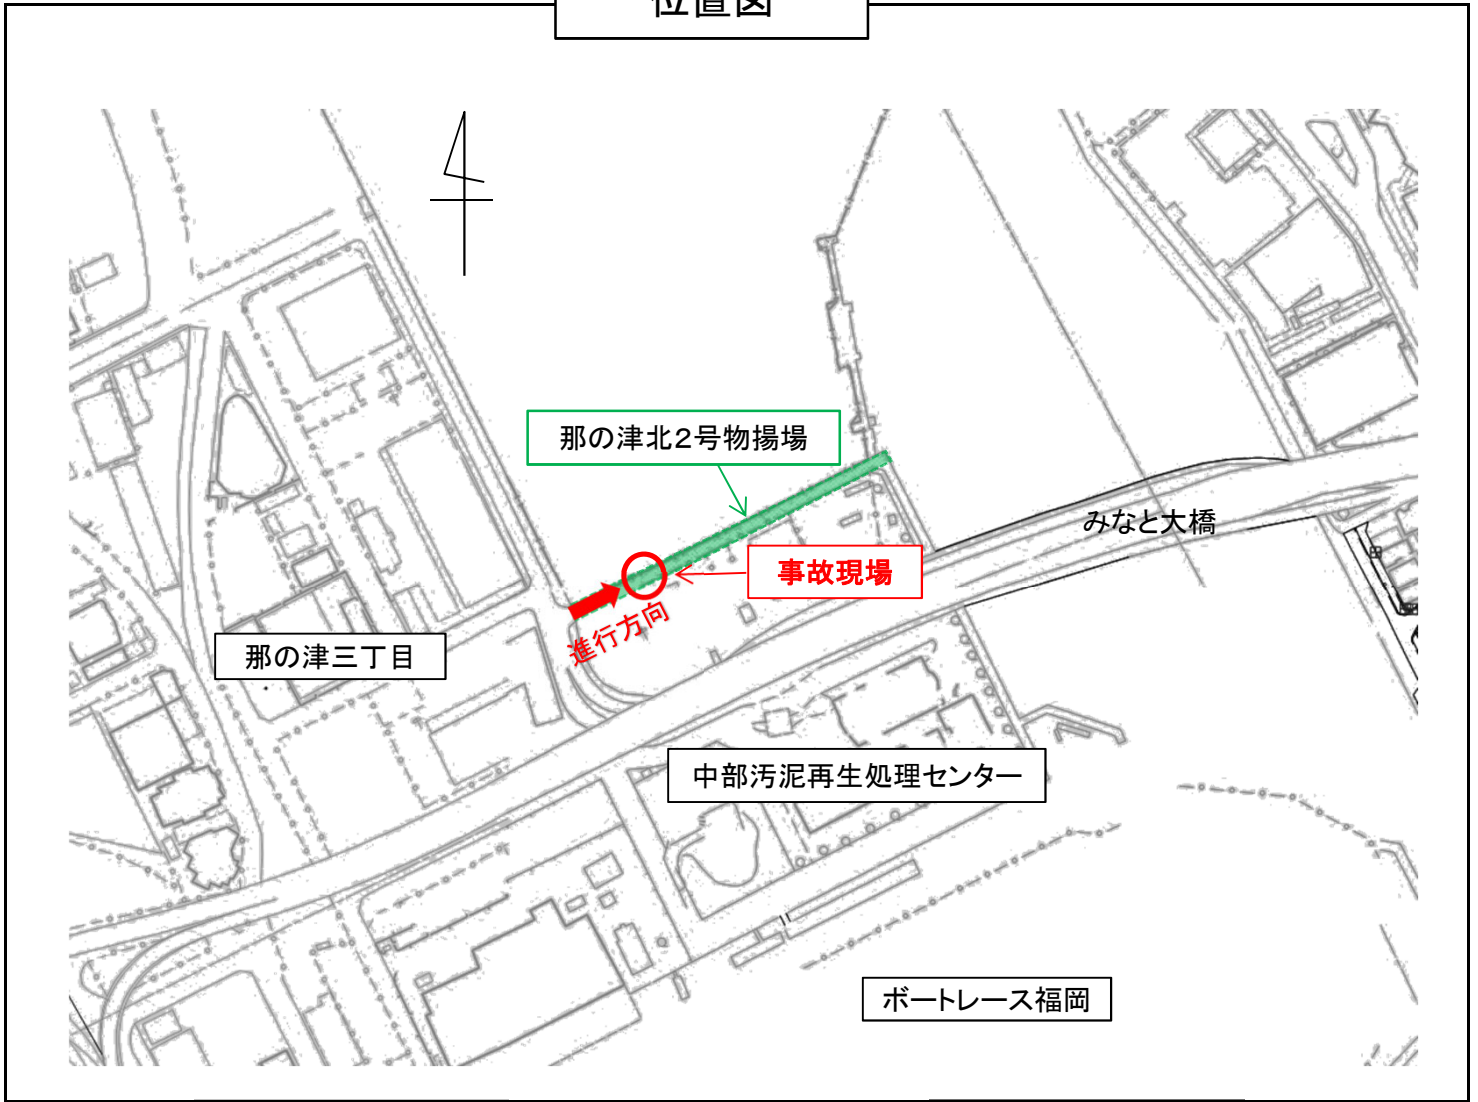 位置図
那の津北2号物揚場
みなと大橋
事故現場
進行方向
那の津三丁目
中部汚泥再生処理センター
ボートレース福岡